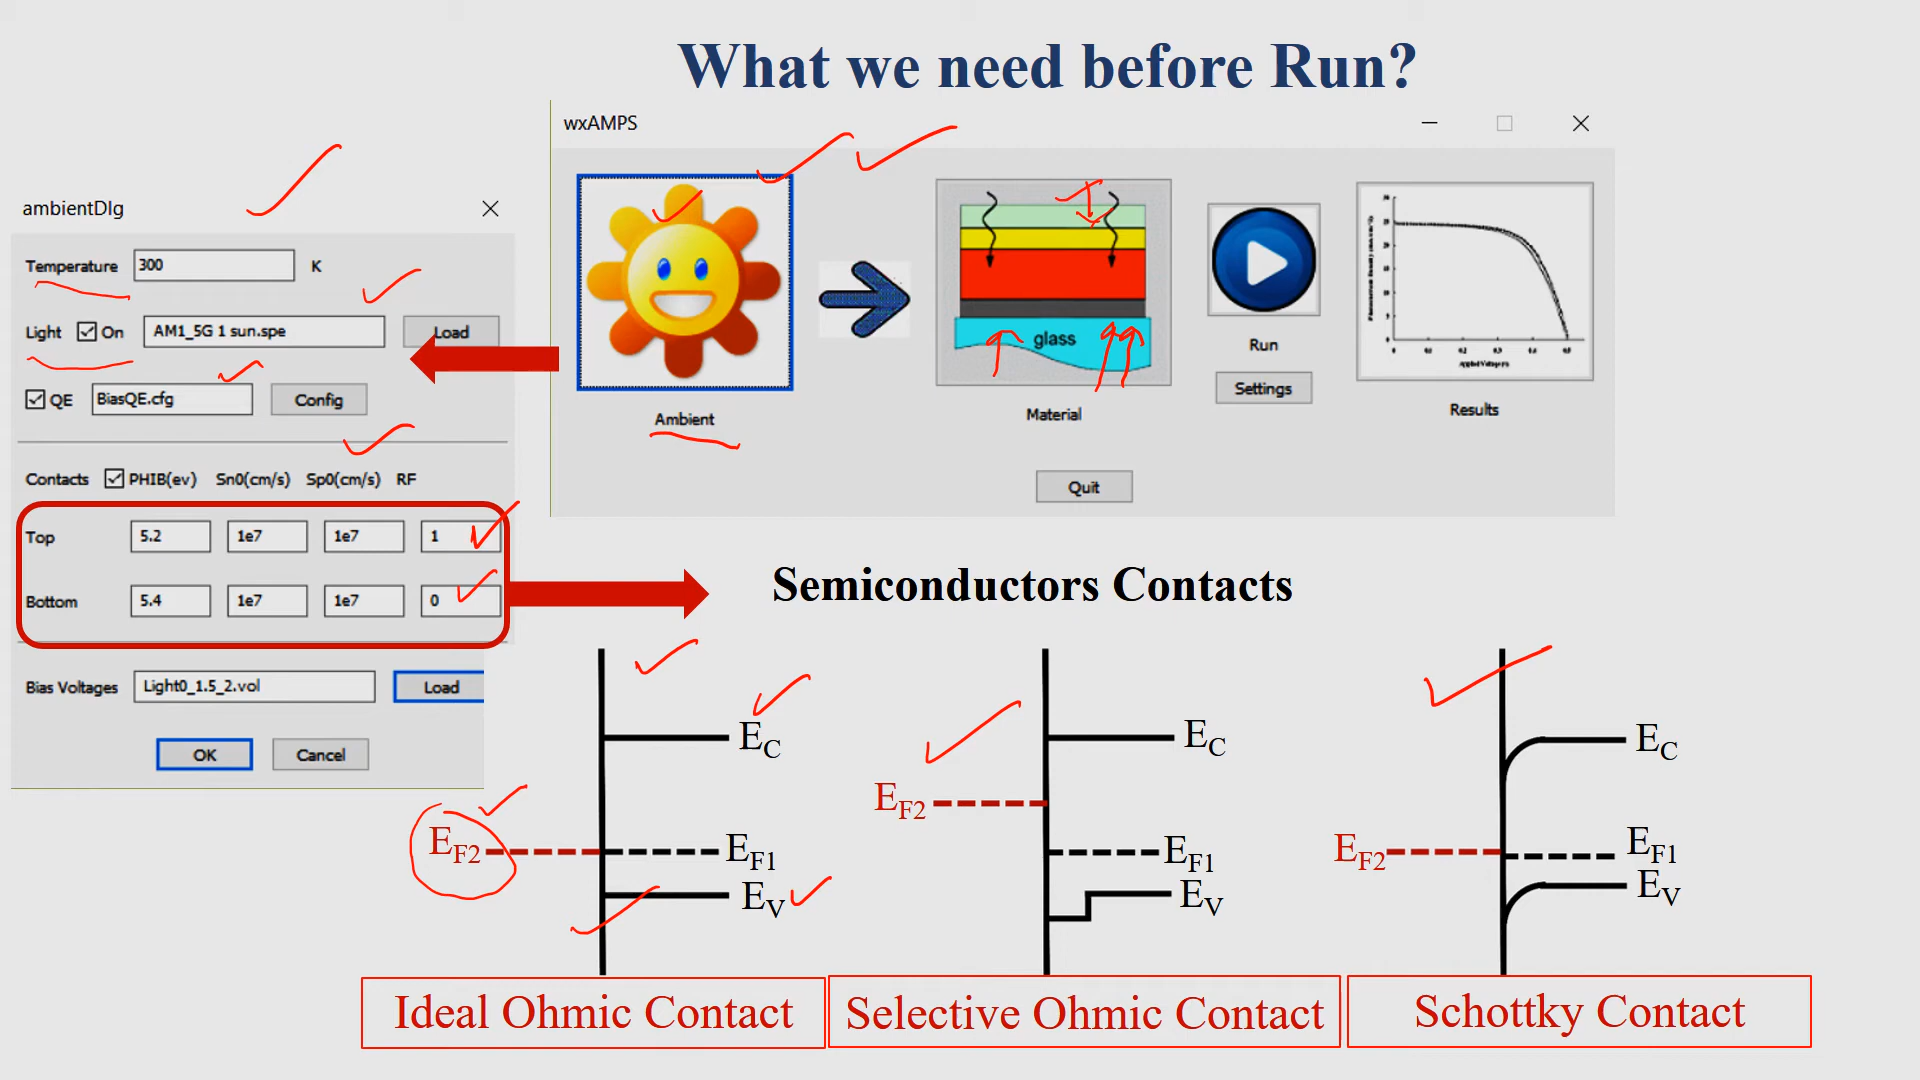 What we need before Run?
wxAMPS
glass
Ambient
Material
Run
Settings
Results
Quit
ambientDlg
Temperature 300 K
Light On AM1_5G 1 sun.spe Load
QE BiasQE.cfg Config
Contacts PHIB(ev) Sn0(cm/s) Sp0(cm/s) RF
Top 5.2 1e7 1e7 1
Bottom 5.4 1e7 1e7 0
Bias Voltages Light0_1.5_2.vol Load
OK Cancel
Semiconductors Contacts
EC
EF2 EF1
EV
Ideal Ohmic Contact
EC
EF2
EF1
EV
Selective Ohmic Contact
EC
EF2 EF1
EV
Schottky Contact